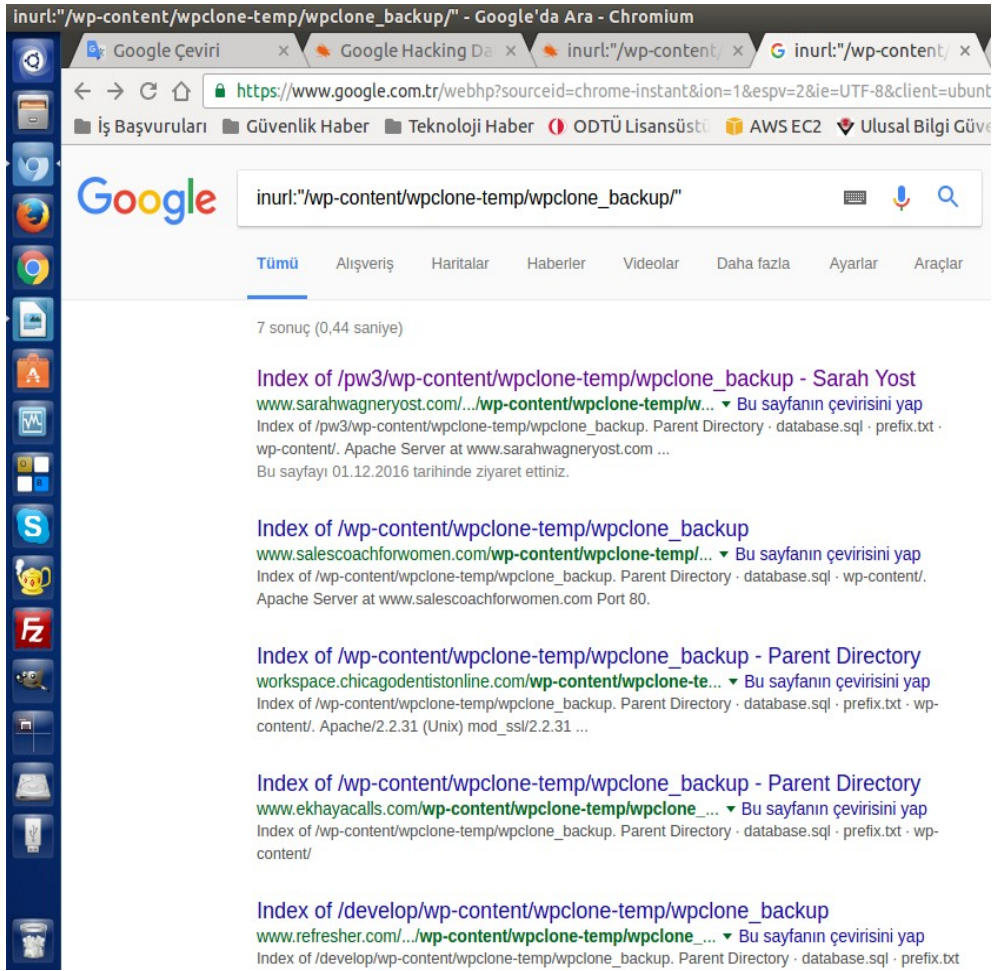 inurl:"/wp-content/wpclone-temp/wpclone_backup/" - Google'da Ara - Chromium
Google Çeviri
Google Hacking Da
inurl:"/wp-content/
inurl:"/wp-content/
https://www.google.com.tr/webhp?sourceid=chrome-instant&ion=1&espv=2&ie=UTF-8&client=ubunt
İş Başvuruları
Güvenlik Haber
Teknoloji Haber
ODTÜ Lisansüstü
AWS EC2
Ulusal Bilgi Güve
Google
inurl:"/wp-content/wpclone-temp/wpclone_backup/"
Tümü Alışveriş Haritalar Haberler Videolar Daha fazla Ayarlar Araçlar
7 sonuç (0,44 saniye)
Index of /pw3/wp-content/wpclone-temp/wpclone_backup - Sarah Yost
www.sarahwagneryost.com/.../wp-content/wpclone-temp/w... ▼ Bu sayfanın çevirisini yap
Index of /pw3/wp-content/wpclone-temp/wpclone_backup. Parent Directory · database.sql · prefix.txt ·
wp-content/. Apache Server at www.sarahwagneryost.com ...
Bu sayfayı 01.12.2016 tarihinde ziyaret ettiniz.
Index of /wp-content/wpclone-temp/wpclone_backup
www.salescoachforwomen.com/wp-content/wpclone-temp/... ▼ Bu sayfanın çevirisini yap
Index of /wp-content/wpclone-temp/wpclone_backup. Parent Directory · database.sql · wp-content/.
Apache Server at www.salescoachforwomen.com Port 80.
Index of /wp-content/wpclone-temp/wpclone_backup - Parent Directory
workspace.chicagodentistonline.com/wp-content/wpclone-te... ▼ Bu sayfanın çevirisini yap
Index of /wp-content/wpclone-temp/wpclone_backup. Parent Directory · database.sql · prefix.txt · wp-
content/. Apache/2.2.31 (Unix) mod_ssl/2.2.31 ...
Index of /wp-content/wpclone-temp/wpclone_backup - Parent Directory
www.ekhayacalls.com/wp-content/wpclone-temp/wpclone_... ▼ Bu sayfanın çevirisini yap
Index of /wp-content/wpclone-temp/wpclone_backup. Parent Directory · database.sql · prefix.txt · wp-
content/
Index of /develop/wp-content/wpclone-temp/wpclone_backup
www.refresher.com/.../wp-content/wpclone-temp/wpclone_... ▼ Bu sayfanın çevirisini yap
Index of /develop/wp-content/wpclone-temp/wpclone_backup. Parent Directory · database.sql · prefix.txt